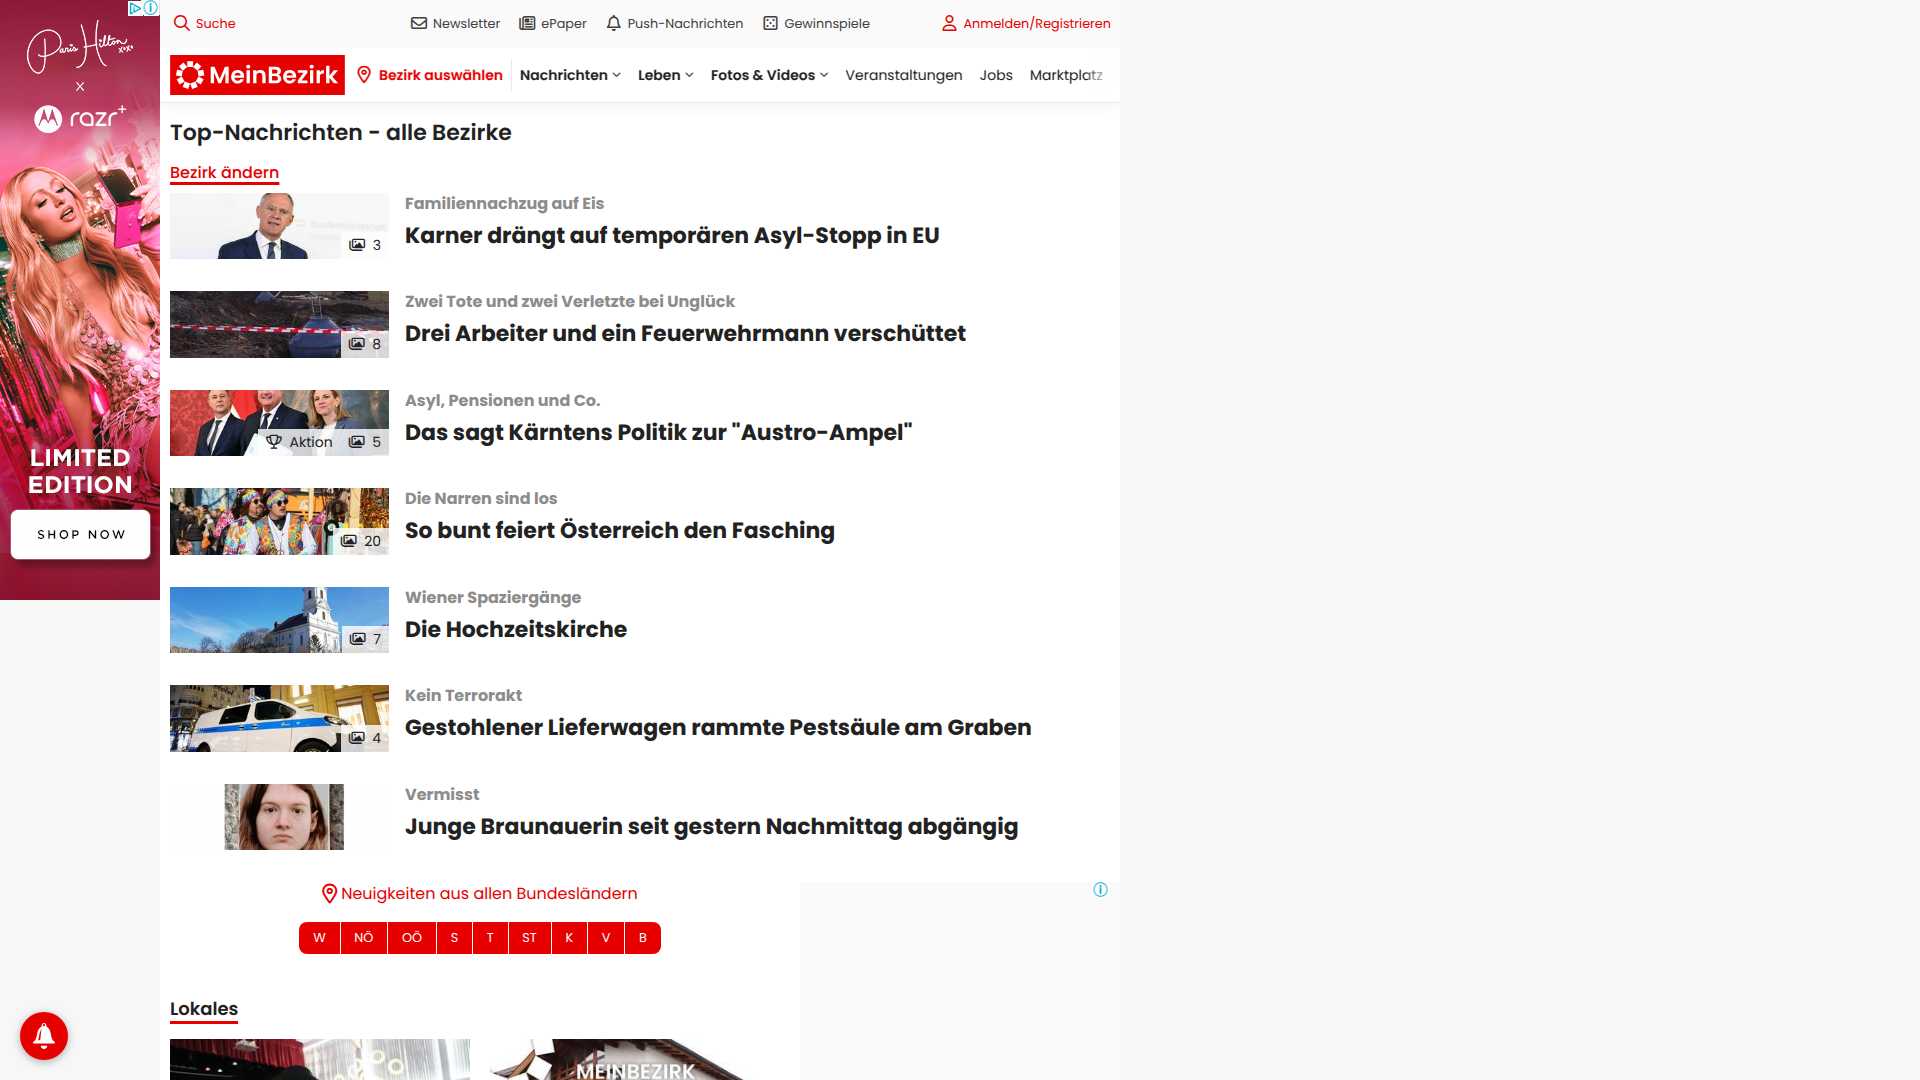 Paris Hilton
xoxo
X
razr+
LIMITED
EDITION
SHOP NOW
Suche
Newsletter
ePaper
Push-Nachrichten
Gewinnspiele
Anmelden/Registrieren
MeinBezirk
Bezirk auswählen
Nachrichten
Leben
Fotos & Videos
Veranstaltungen
Jobs
Marktplatz
Top-Nachrichten - alle Bezirke
Bezirk ändern
3
Familiennachzug auf Eis
Karner drängt auf temporären Asyl-Stopp in EU
8
Zwei Tote und zwei Verletzte bei Unglück
Drei Arbeiter und ein Feuerwehrmann verschüttet
Aktion 5
Asyl, Pensionen und Co.
Das sagt Kärntens Politik zur "Austro-Ampel"
20
Die Narren sind los
So bunt feiert Österreich den Fasching
7
Wiener Spaziergänge
Die Hochzeitskirche
4
Kein Terrorakt
Gestohlener Lieferwagen rammte Pestsäule am Graben
Vermisst
Junge Braunauerin seit gestern Nachmittag abgängig
Neuigkeiten aus allen Bundesländern
W NÖ OÖ S T ST K V B
Lokales
MEINBEZIRK